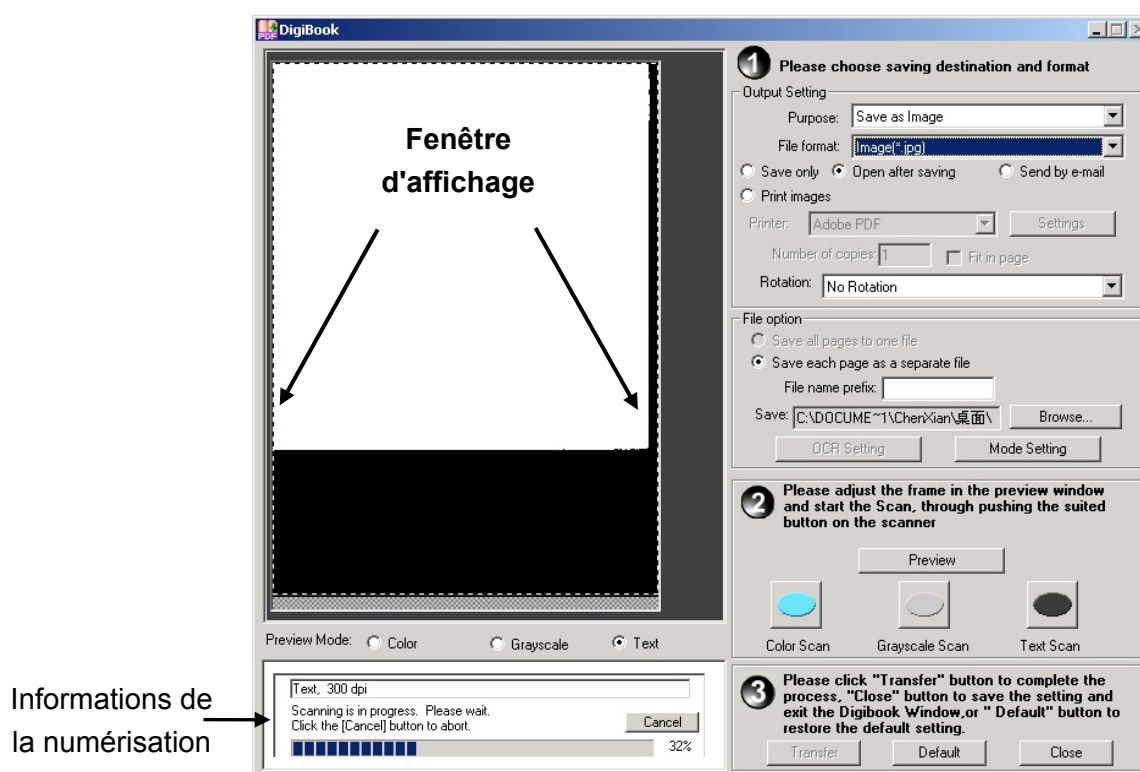 DigiBook
Fenêtre
d'affichage
Preview Mode: Color Grayscale Text
Informations de
la numérisation
Text, 300 dpi
Scanning is in progress. Please wait.
Click the [Cancel] button to abort.
Cancel
32%
1 Please choose saving destination and format
Output Setting
Purpose: Save as Image
File format: Image(*.jpg)
Save only Open after saving Send by e-mail
Print images
Printer: Adobe PDF Settings
Number of copies: 1 Fit in page
Rotation: No Rotation
File option
Save all pages to one file
Save each page as a separate file
File name prefix:
Save: C:\DOCUME~1\ChenXian\桌面\ Browse...
OCR Setting Mode Setting
2 Please adjust the frame in the preview window
and start the Scan, through pushing the suited
button on the scanner
Preview
Color Scan Grayscale Scan Text Scan
3 Please click "Transfer" button to complete the
process, "Close" button to save the setting and
exit the Digibook Window,or " Default" button to
restore the default setting.
Transfer Default Close